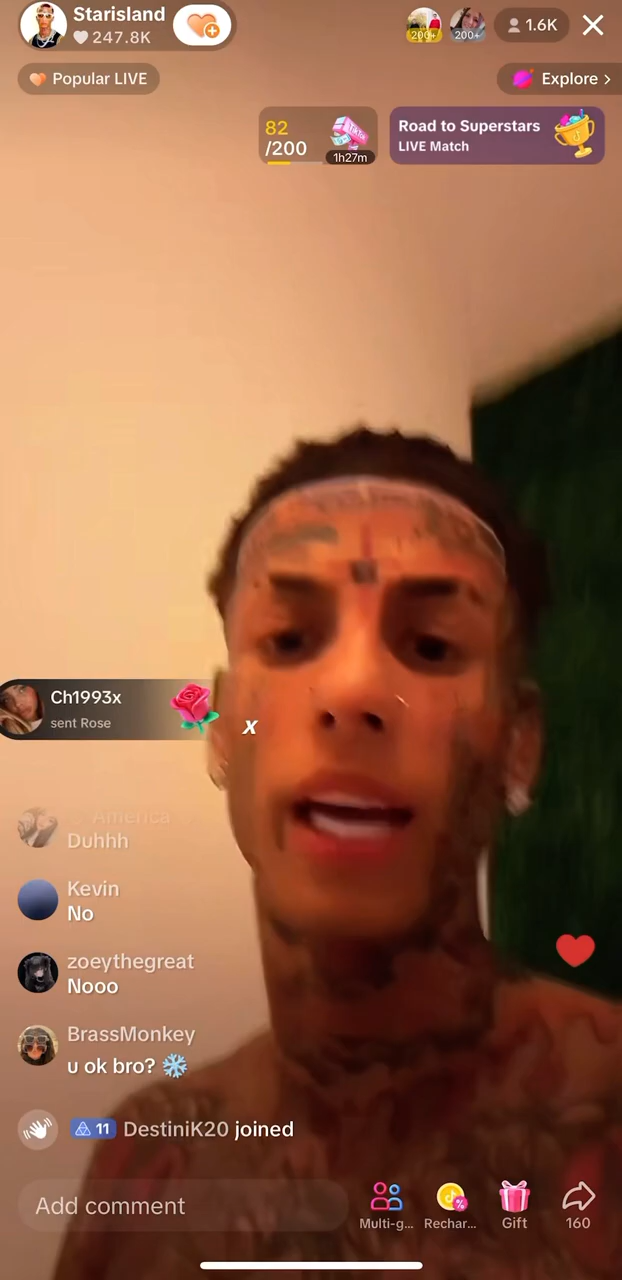 Starisland
247.8K
200+
200+
1.6K
Popular LIVE
Explore >
82
/200
TikTok
1h27m
Road to Superstars
LIVE Match
Ch1993x
sent Rose
x
America
Duhhh
Kevin
No
zoeythegreat
Nooo
BrassMonkey
u ok bro? ❄️
11 DestiniK20 joined
Add comment
Multi-g...
Rechar...
Gift
160